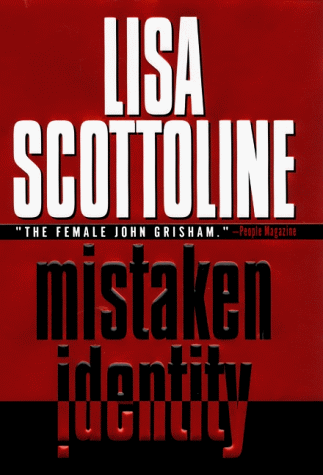 LISA
SCOTTOLINE
"THE FEMALE JOHN GRISHAM." —People Magazine
mistaken
identity